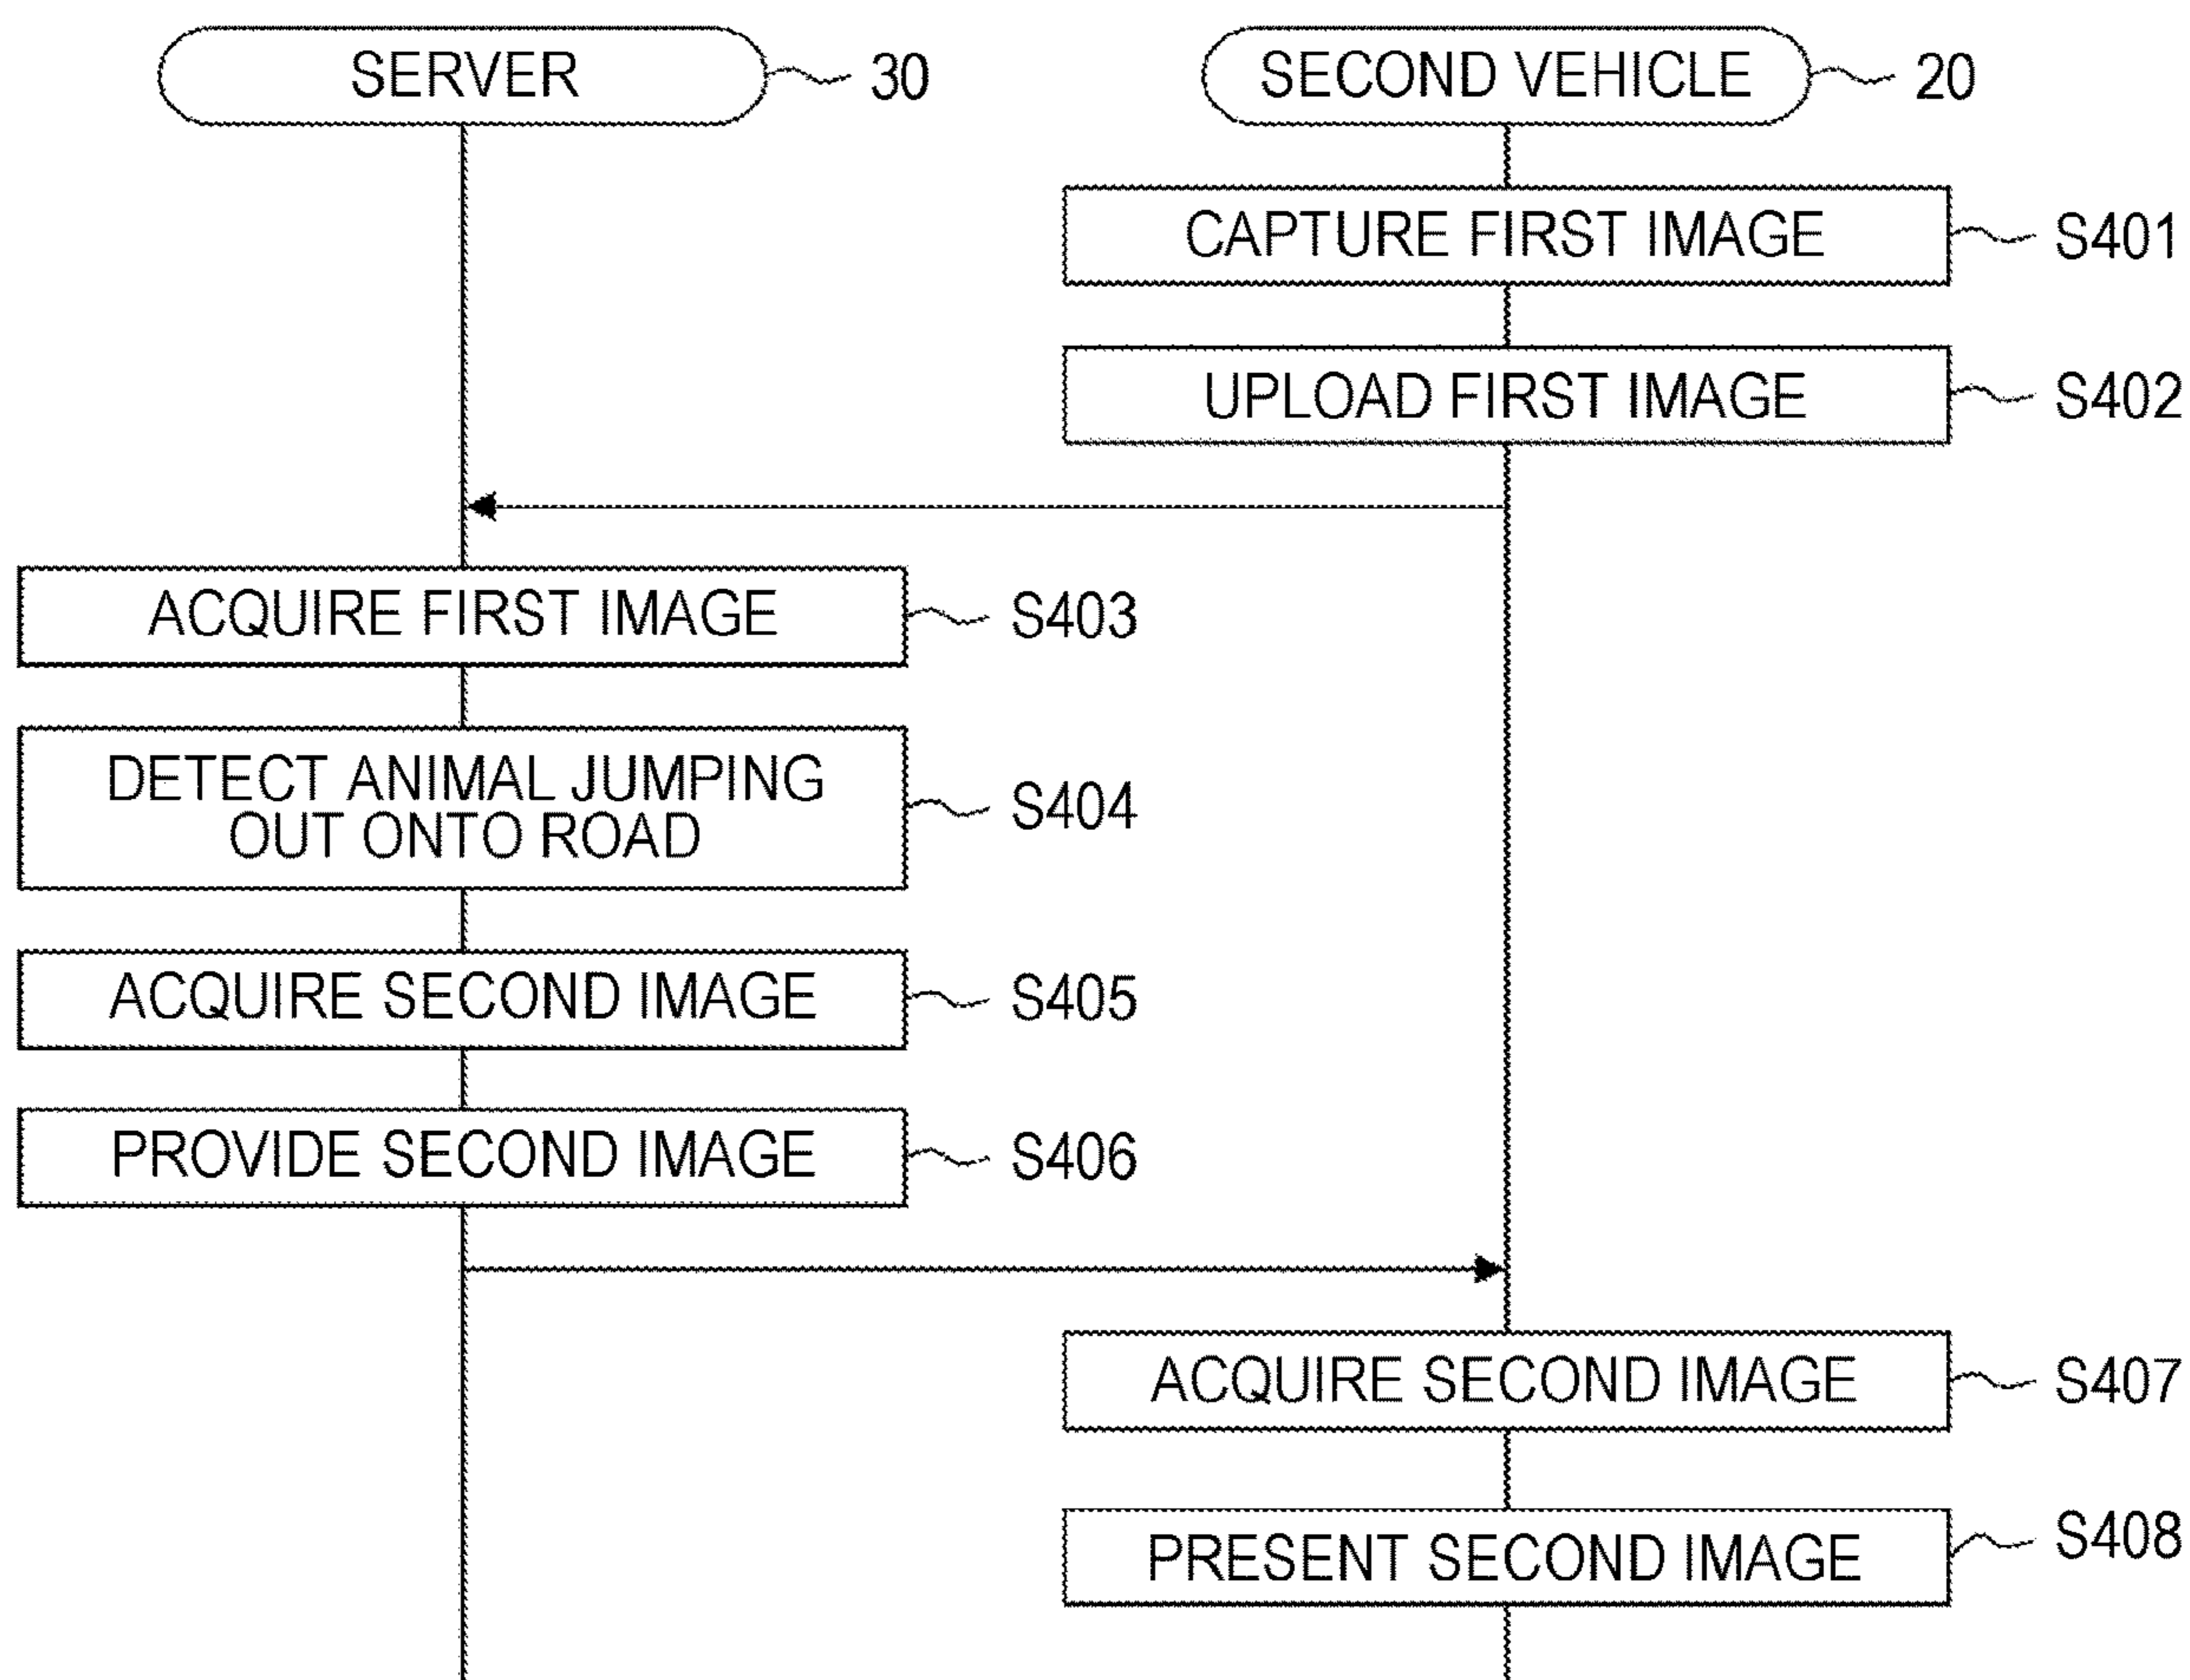 SERVER
30
SECOND VEHICLE
20
CAPTURE FIRST IMAGE
S401
UPLOAD FIRST IMAGE
S402
ACQUIRE FIRST IMAGE
S403
DETECT ANIMAL JUMPING
OUT ONTO ROAD
S404
ACQUIRE SECOND IMAGE
S405
PROVIDE SECOND IMAGE
S406
ACQUIRE SECOND IMAGE
S407
PRESENT SECOND IMAGE
S408